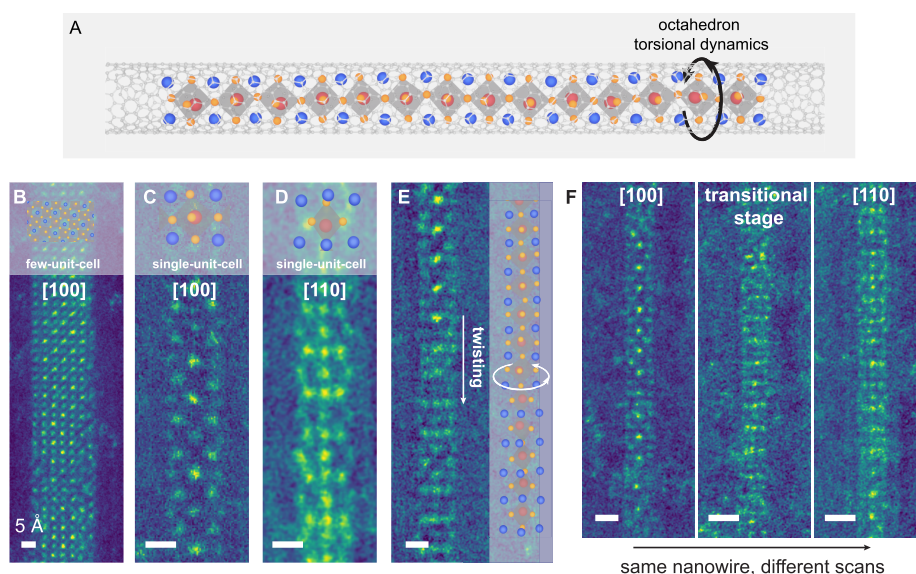 A
octahedron
torsional dynamics
B
few-unit-cell
[100]
5 Å
C
single-unit-cell
[100]
D
single-unit-cell
[110]
E
twisting
F
[100]
transitional
stage
[110]
same nanowire, different scans